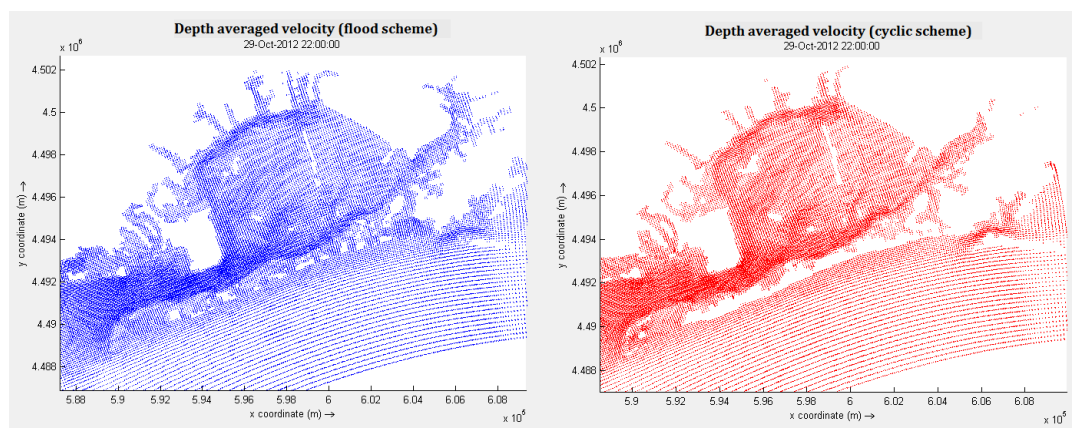 Depth averaged velocity (flood scheme)
29-Oct-2012 22:00:00
x 10^6
4.502
4.5
4.498
4.496
4.494
4.492
4.49
4.488
y coordinate (m) →
5.88 5.9 5.92 5.94 5.96 5.98 6 6.02 6.04 6.06 6.08
x coordinate (m) →
x 10^5
Depth averaged velocity (cyclic scheme)
29-Oct-2012 22:00:00
x 10^6
4.502
4.5
4.498
4.496
4.494
4.492
4.49
4.488
y coordinate (m) →
5.9 5.92 5.94 5.96 5.98 6 6.02 6.04 6.06 6.08
x coordinate (m) →
x 10^5